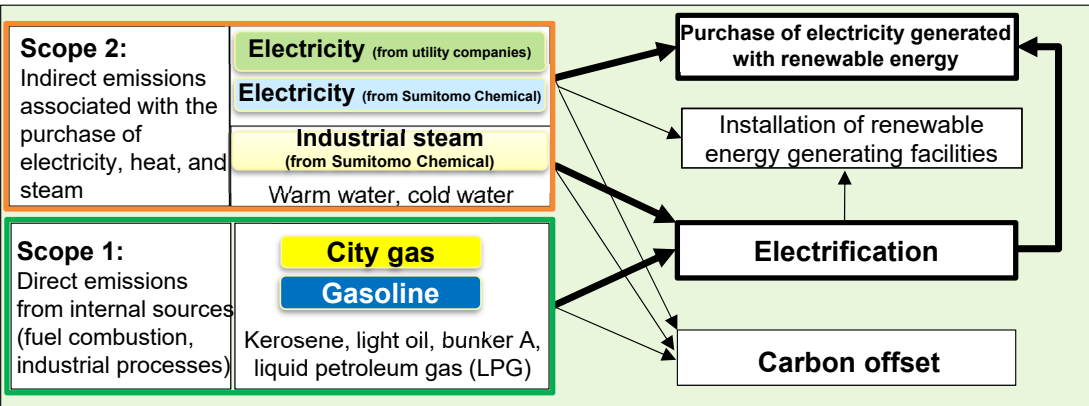 Scope 2:
Indirect emissions
associated with the
purchase of
electricity, heat, and
steam
Electricity (from utility companies)
Electricity (from Sumitomo Chemical)
Industrial steam
(from Sumitomo Chemical)
Warm water, cold water
Scope 1:
Direct emissions
from internal sources
(fuel combustion,
industrial processes)
City gas
Gasoline
Kerosene, light oil, bunker A,
liquid petroleum gas (LPG)
Purchase of electricity generated
with renewable energy
Installation of renewable
energy generating facilities
Electrification
Carbon offset